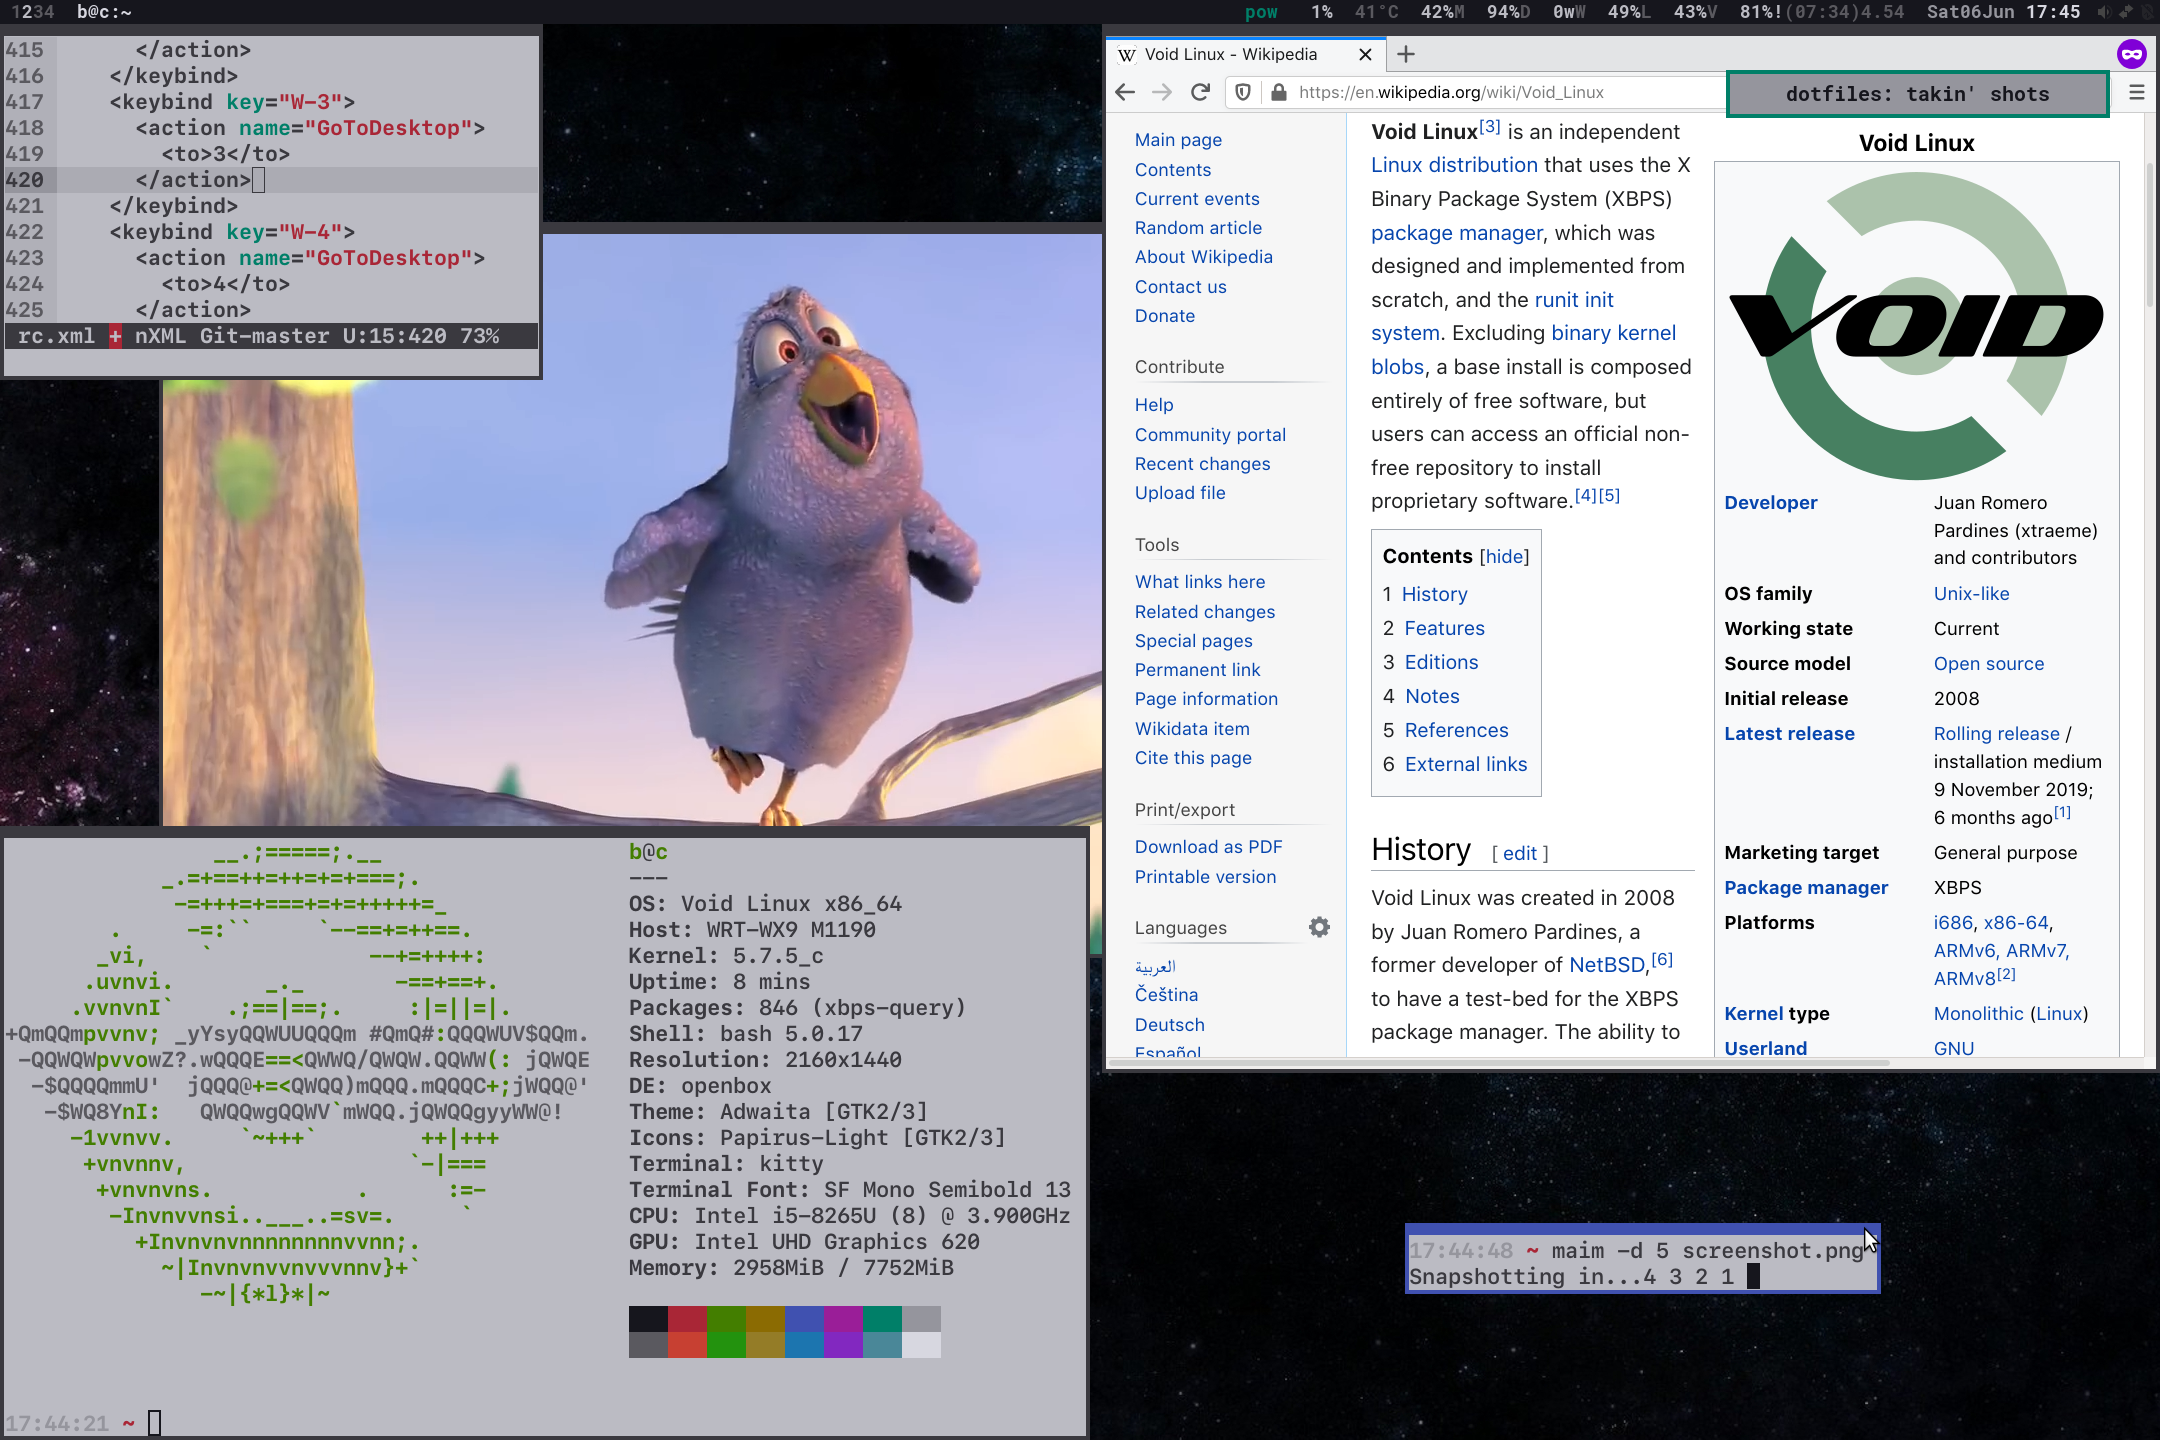 1234 b@c:~ pow 1% 41°C 42%M 94%D 0wW 49%L 43%V 81%!(07:34)4.54 Sat06Jun 17:45
415 </action>
416 </keybind>
417 <keybind key="W-3">
418 <action name="GoToDesktop">
419 <to>3</to>
420 </action>
421 </keybind>
422 <keybind key="W-4">
423 <action name="GoToDesktop">
424 <to>4</to>
425 </action>
rc.xml + nXML Git-master U:15:420 73%
Void Linux - Wikipedia
https://en.wikipedia.org/wiki/Void_Linux
dotfiles: takin' shots
Main page
Contents
Current events
Random article
About Wikipedia
Contact us
Donate
Contribute
Help
Community portal
Recent changes
Upload file
Tools
What links here
Related changes
Special pages
Permanent link
Page information
Wikidata item
Cite this page
Print/export
Download as PDF
Printable version
Languages
العربية
Čeština
Deutsch
Español
Void Linux[3] is an independent
Linux distribution that uses the X
Binary Package System (XBPS)
package manager, which was
designed and implemented from
scratch, and the runit init
system. Excluding binary kernel
blobs, a base install is composed
entirely of free software, but
users can access an official non-
free repository to install
proprietary software.[4][5]
Contents [hide]
1 History
2 Features
3 Editions
4 Notes
5 References
6 External links
History [ edit ]
Void Linux was created in 2008
by Juan Romero Pardines, a
former developer of NetBSD,[6]
to have a test-bed for the XBPS
package manager. The ability to
Void Linux
VOID
Developer Juan Romero
Pardines (xtraeme)
and contributors
OS family Unix-like
Working state Current
Source model Open source
Initial release 2008
Latest release Rolling release /
installation medium
9 November 2019;
6 months ago[1]
Marketing target General purpose
Package manager XBPS
Platforms i686, x86-64,
ARMv6, ARMv7,
ARMv8[2]
Kernel type Monolithic (Linux)
Userland GNU
b@c
---
OS: Void Linux x86_64
Host: WRT-WX9 M1190
Kernel: 5.7.5_c
Uptime: 8 mins
Packages: 846 (xbps-query)
Shell: bash 5.0.17
Resolution: 2160x1440
DE: openbox
Theme: Adwaita [GTK2/3]
Icons: Papirus-Light [GTK2/3]
Terminal: kitty
Terminal Font: SF Mono Semibold 13
CPU: Intel i5-8265U (8) @ 3.900GHz
GPU: Intel UHD Graphics 620
Memory: 2958MiB / 7752MiB
17:44:21 ~
17:44:48 ~ maim -d 5 screenshot.png
Snapshotting in...4 3 2 1